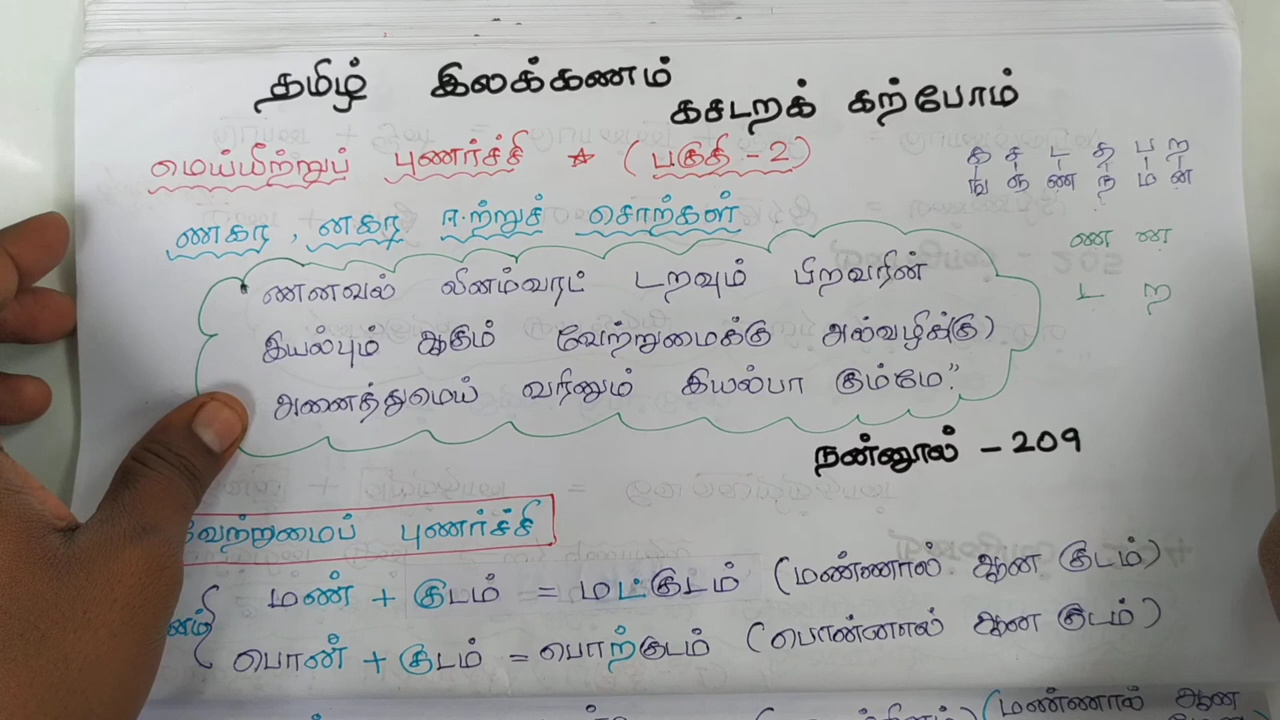 தமிழ் இலக்கணம்
கசடறக் கற்போம்
மெய்யீற்றுப் புணர்ச்சி ☆ (பகுதி - 2)
க ச ட த ப ற
ங் ஞ் ண் ந் ம் ன்
ணகர, னகர ஈற்றுச் சொற்கள்
ண ன
ட ற
ணனவல் லினம்வரட் டறவும் பிறவரின்
இயல்பும் ஆகும் வேற்றுமைக்கு அல்வழிக்கு)
அனைத்துமெய் வரினும் இயல்பா கும்மே."
நன்னூல் - 209
வேற்றுமைப் புணர்ச்சி
மண் + குடம் = மட்குடம் (மண்ணால் ஆன குடம்)
பொன் + குடம் = பொற்குடம் (பொன்னால் ஆன குடம்)
(மண்ணால் ஆன